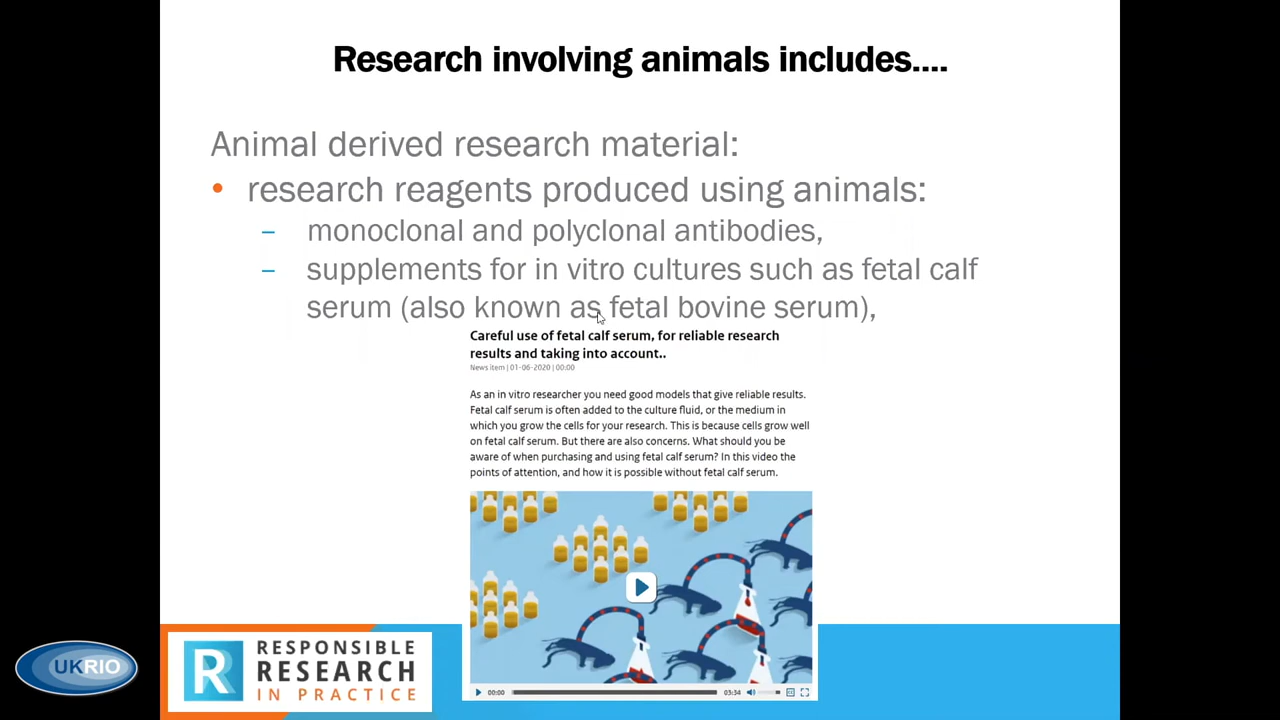 Research involving animals includes....
Animal derived research material:
• research reagents produced using animals:
– monoclonal and polyclonal antibodies,
– supplements for in vitro cultures such as fetal calf
serum (also known as fetal bovine serum),
Careful use of fetal calf serum, for reliable research
results and taking into account..
News item | 01-06-2020 | 00:00
As an in vitro researcher you need good models that give reliable results.
Fetal calf serum is often added to the culture fluid, or the medium in
which you grow the cells for your research. This is because cells grow well
on fetal calf serum. But there are also concerns. What should you be
aware of when purchasing and using fetal calf serum? In this video the
points of attention, and how it is possible without fetal calf serum.
00:00
03:34
UKRIO
R
RESPONSIBLE
RESEARCH
IN PRACTICE